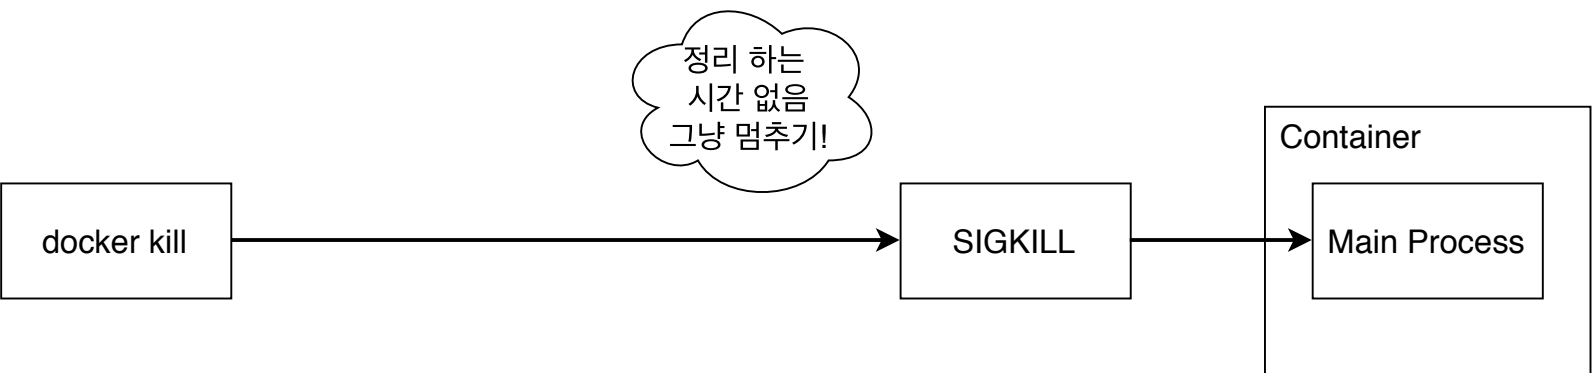 정리 하는
시간 없음
그냥 멈추기!
Container
docker kill
SIGKILL
Main Process